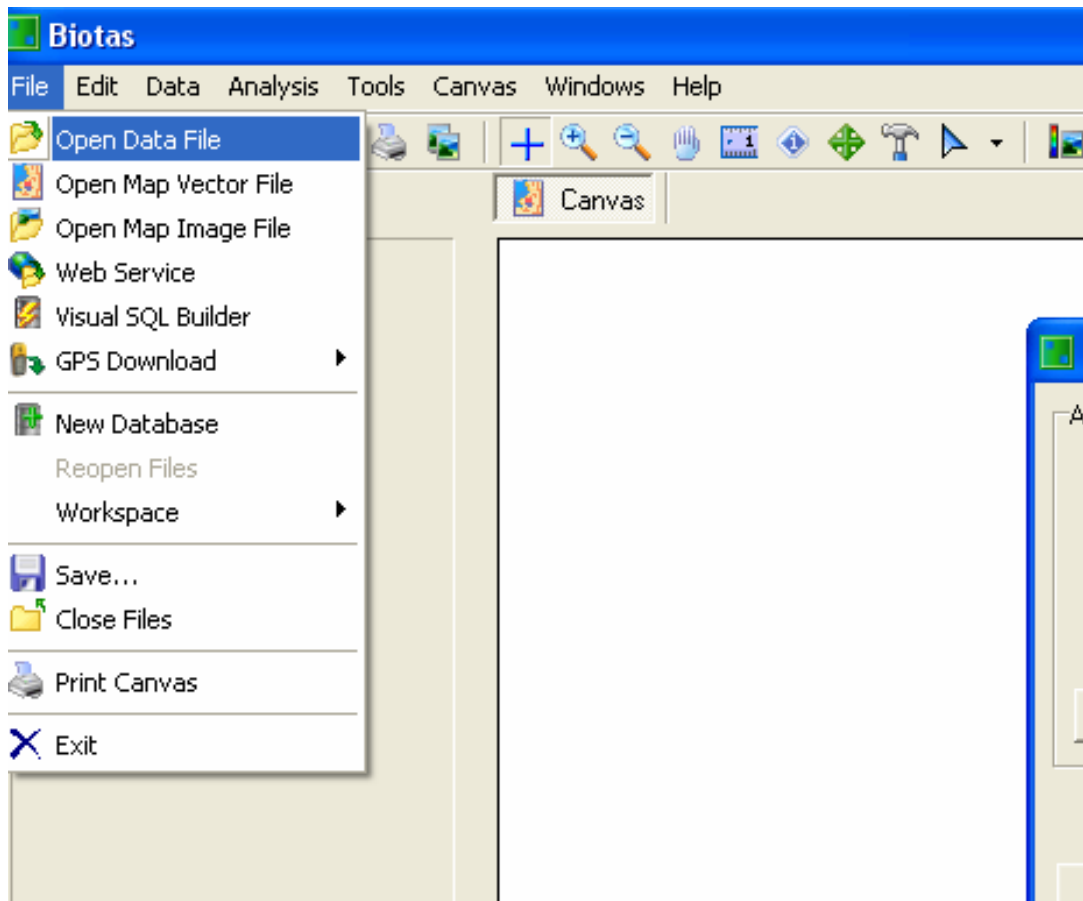 Biotas
File Edit Data Analysis Tools Canvas Windows Help
Open Data File
Open Map Vector File
Open Map Image File
Web Service
Visual SQL Builder
GPS Download
New Database
Reopen Files
Workspace
Save...
Close Files
Print Canvas
Exit
1
Canvas
A